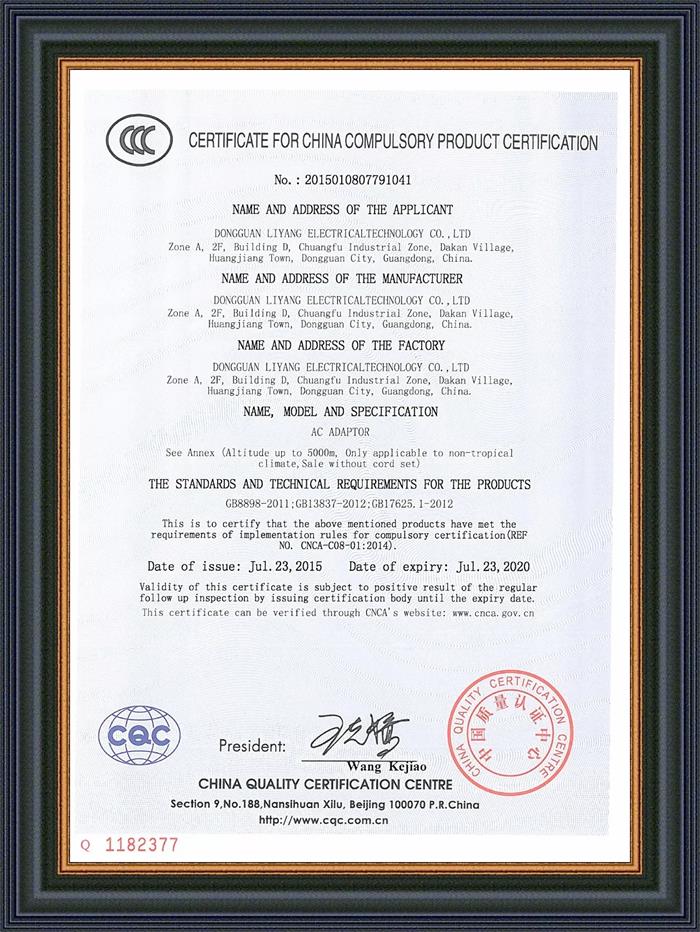 CCC
CERTIFICATE FOR CHINA COMPULSORY PRODUCT CERTIFICATION
No. : 2015010807791041
NAME AND ADDRESS OF THE APPLICANT
DONGGUAN LIYANG ELECTRICALTECHNOLOGY CO.,LTD
Zone A, 2F, Building D, Chuangfu Industrial Zone, Dakan Village,
Huangjiang Town, Dongguan City, Guangdong, China.
NAME AND ADDRESS OF THE MANUFACTURER
DONGGUAN LIYANG ELECTRICALTECHNOLOGY CO.,LTD
Zone A, 2F, Building D, Chuangfu Industrial Zone, Dakan Village,
Huangjiang Town, Dongguan City, Guangdong, China.
NAME AND ADDRESS OF THE FACTORY
DONGGUAN LIYANG ELECTRICALTECHNOLOGY CO.,LTD
Zone A, 2F, Building D, Chuangfu Industrial Zone, Dakan Village,
Huangjiang Town, Dongguan City, Guangdong, China.
NAME, MODEL AND SPECIFICATION
AC ADAPTOR
See Annex (Altitude up to 5000m, Only applicable to non-tropical
climate,Sale without cord set)
THE STANDARDS AND TECHNICAL REQUIREMENTS FOR THE PRODUCTS
GB8898-2011;GB13837-2012;GB17625.1-2012
This is to certify that the above mentioned products have met the
requirements of implementation rules for compulsory certification(REF
NO. CNCA-C08-01:2014).
Date of issue: Jul.23,2015 Date of expiry: Jul.23,2020
Validity of this certificate is subject to positive result of the regular
follow up inspection by issuing certification body until the expiry date.
This certificate can be verified through CNCA's website: www.cnca.gov.cn
CQC
President:
Wang Kejiao
CHINA QUALITY CERTIFICATION CENTRE
中国质量认证中心
CHINA QUALITY CERTIFICATION CENTRE
Section 9,No.188,Nansihuan Xilu, Beijing 100070 P.R.China
http://www.cqc.com.cn
Q 1182377